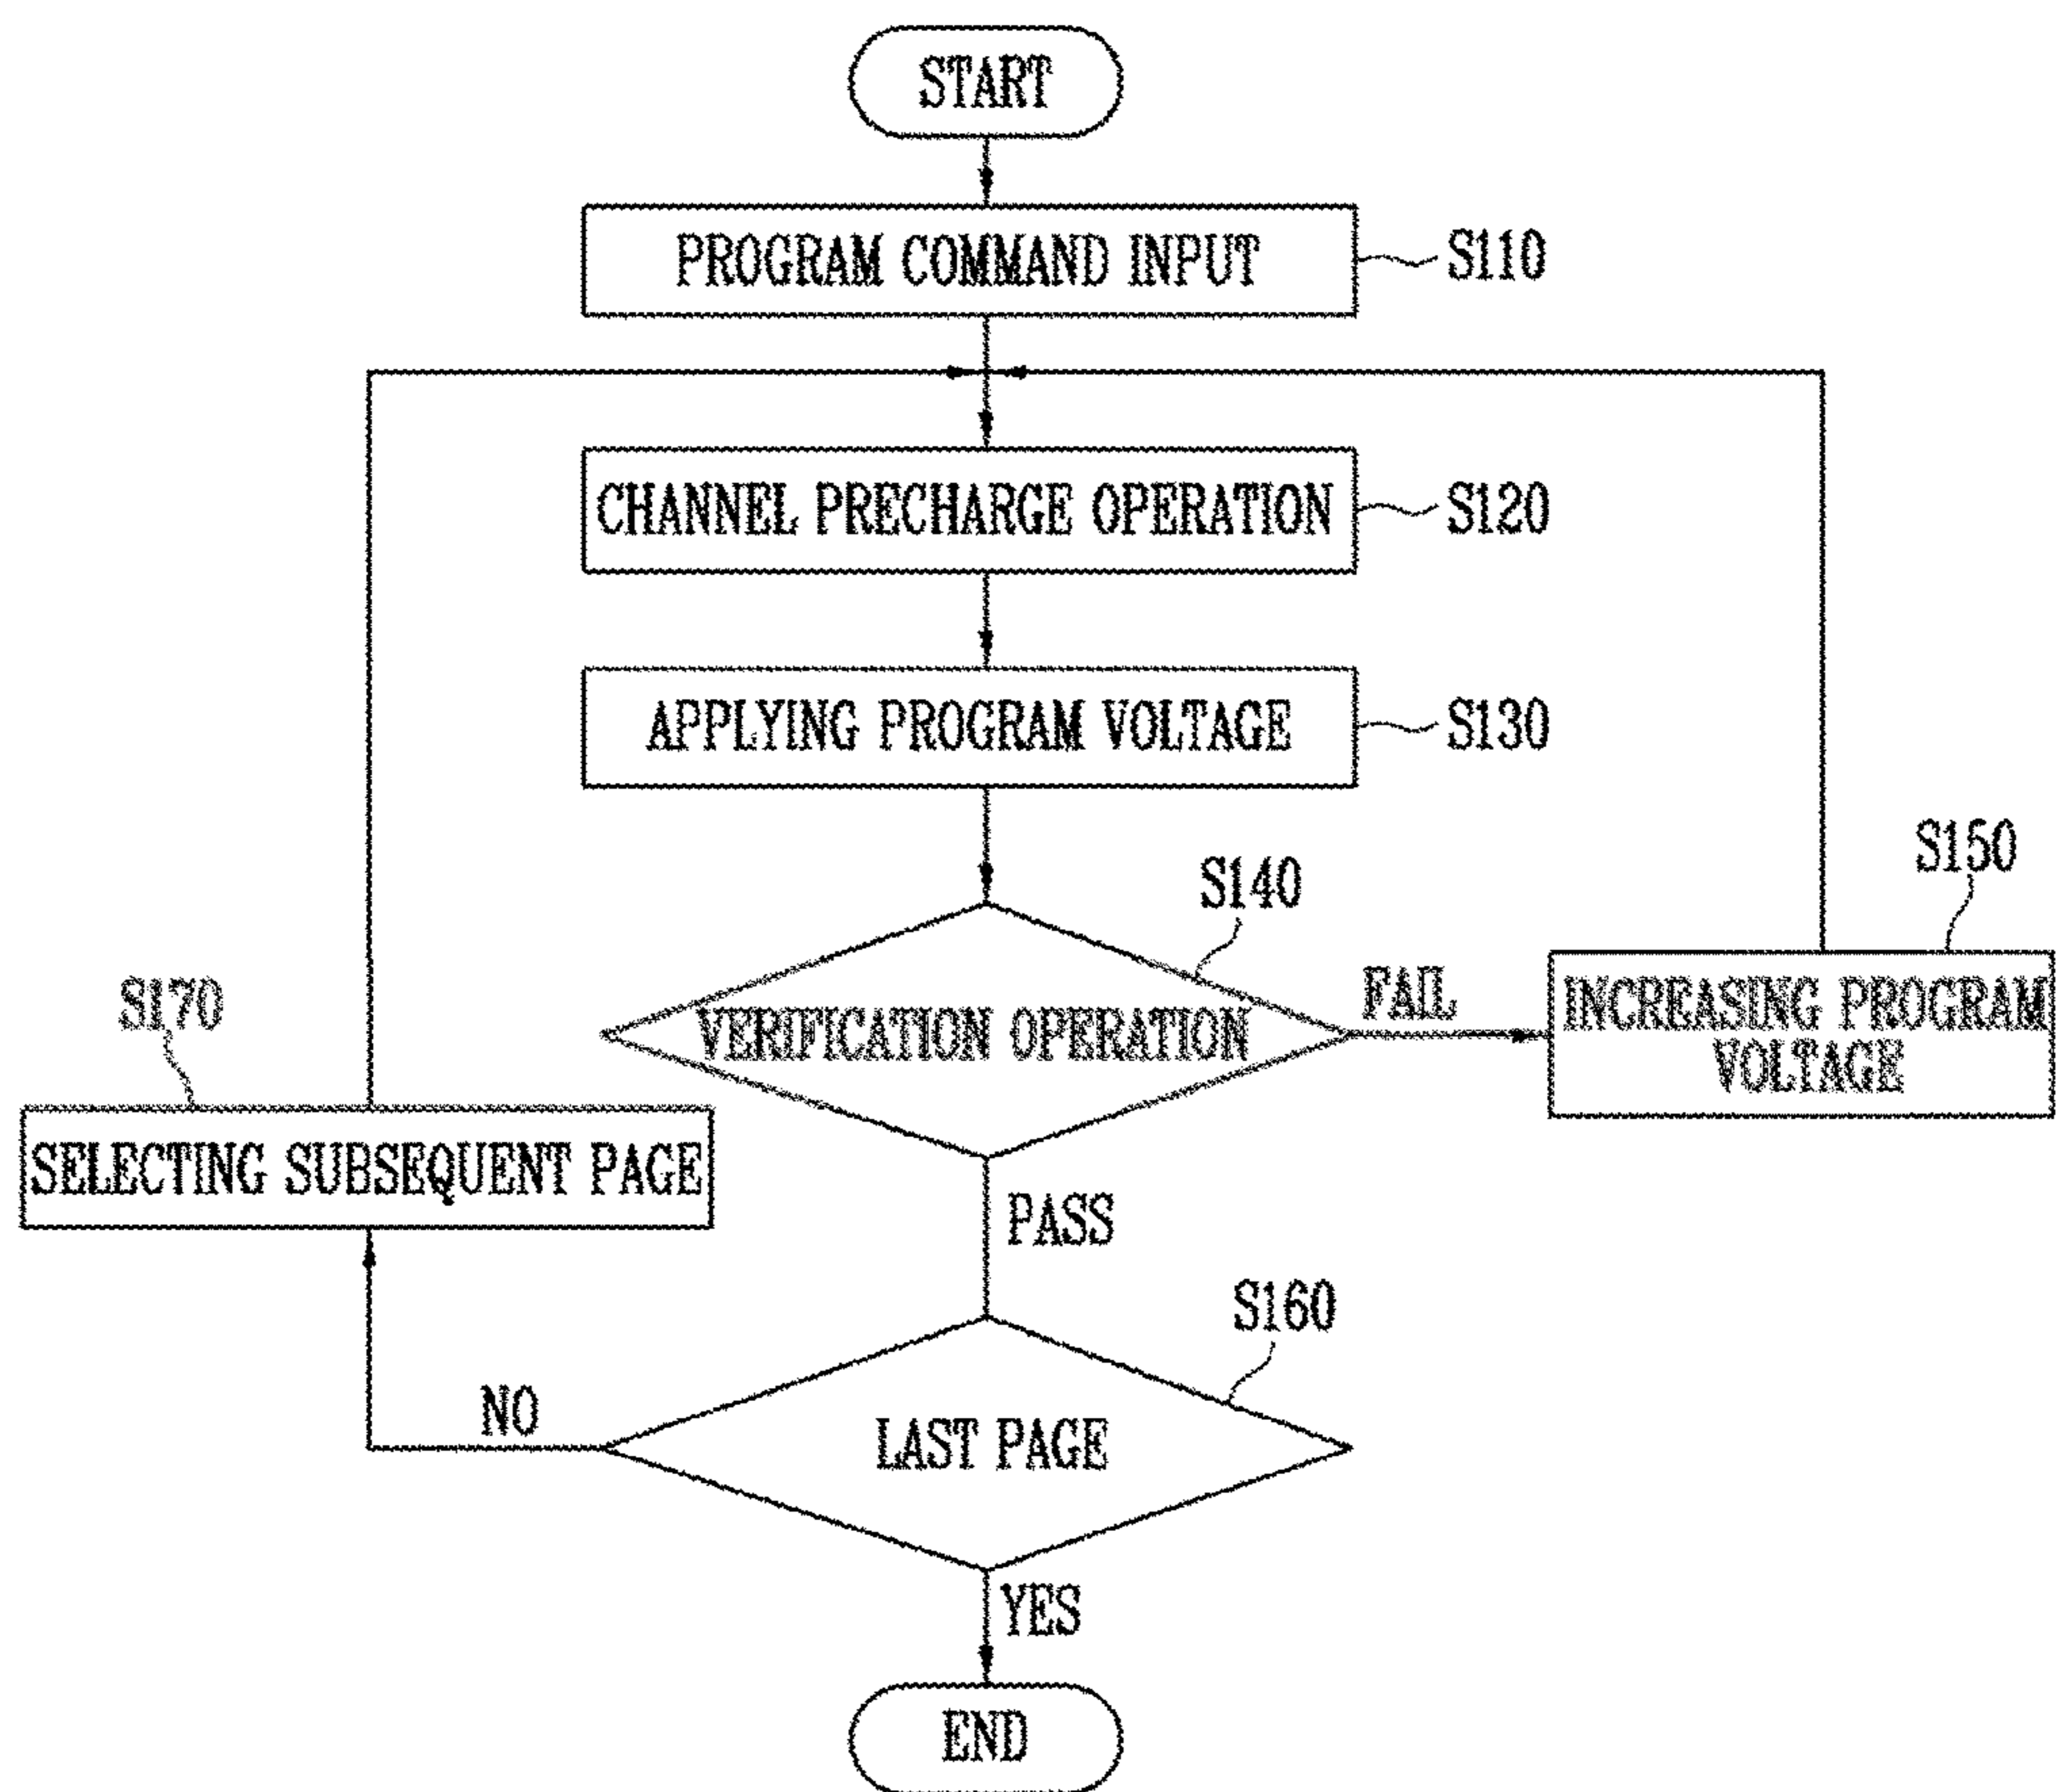 START
PROGRAM COMMAND INPUT
S110
CHANNEL PRECHARGE OPERATION
S120
APPLYING PROGRAM VOLTAGE
S130
S140
VERIFICATION OPERATION
FAIL
S150
INCREASING PROGRAM
VOLTAGE
S170
SELECTING SUBSEQUENT PAGE
PASS
S160
LAST PAGE
NO
YES
END